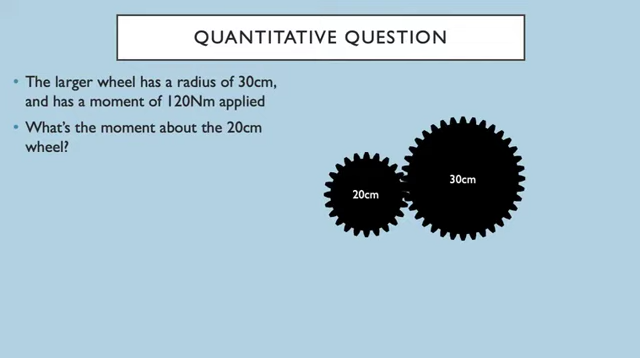 QUANTITATIVE QUESTION
• The larger wheel has a radius of 30cm,
and has a moment of 120Nm applied
• What's the moment about the 20cm
wheel?
20cm
30cm